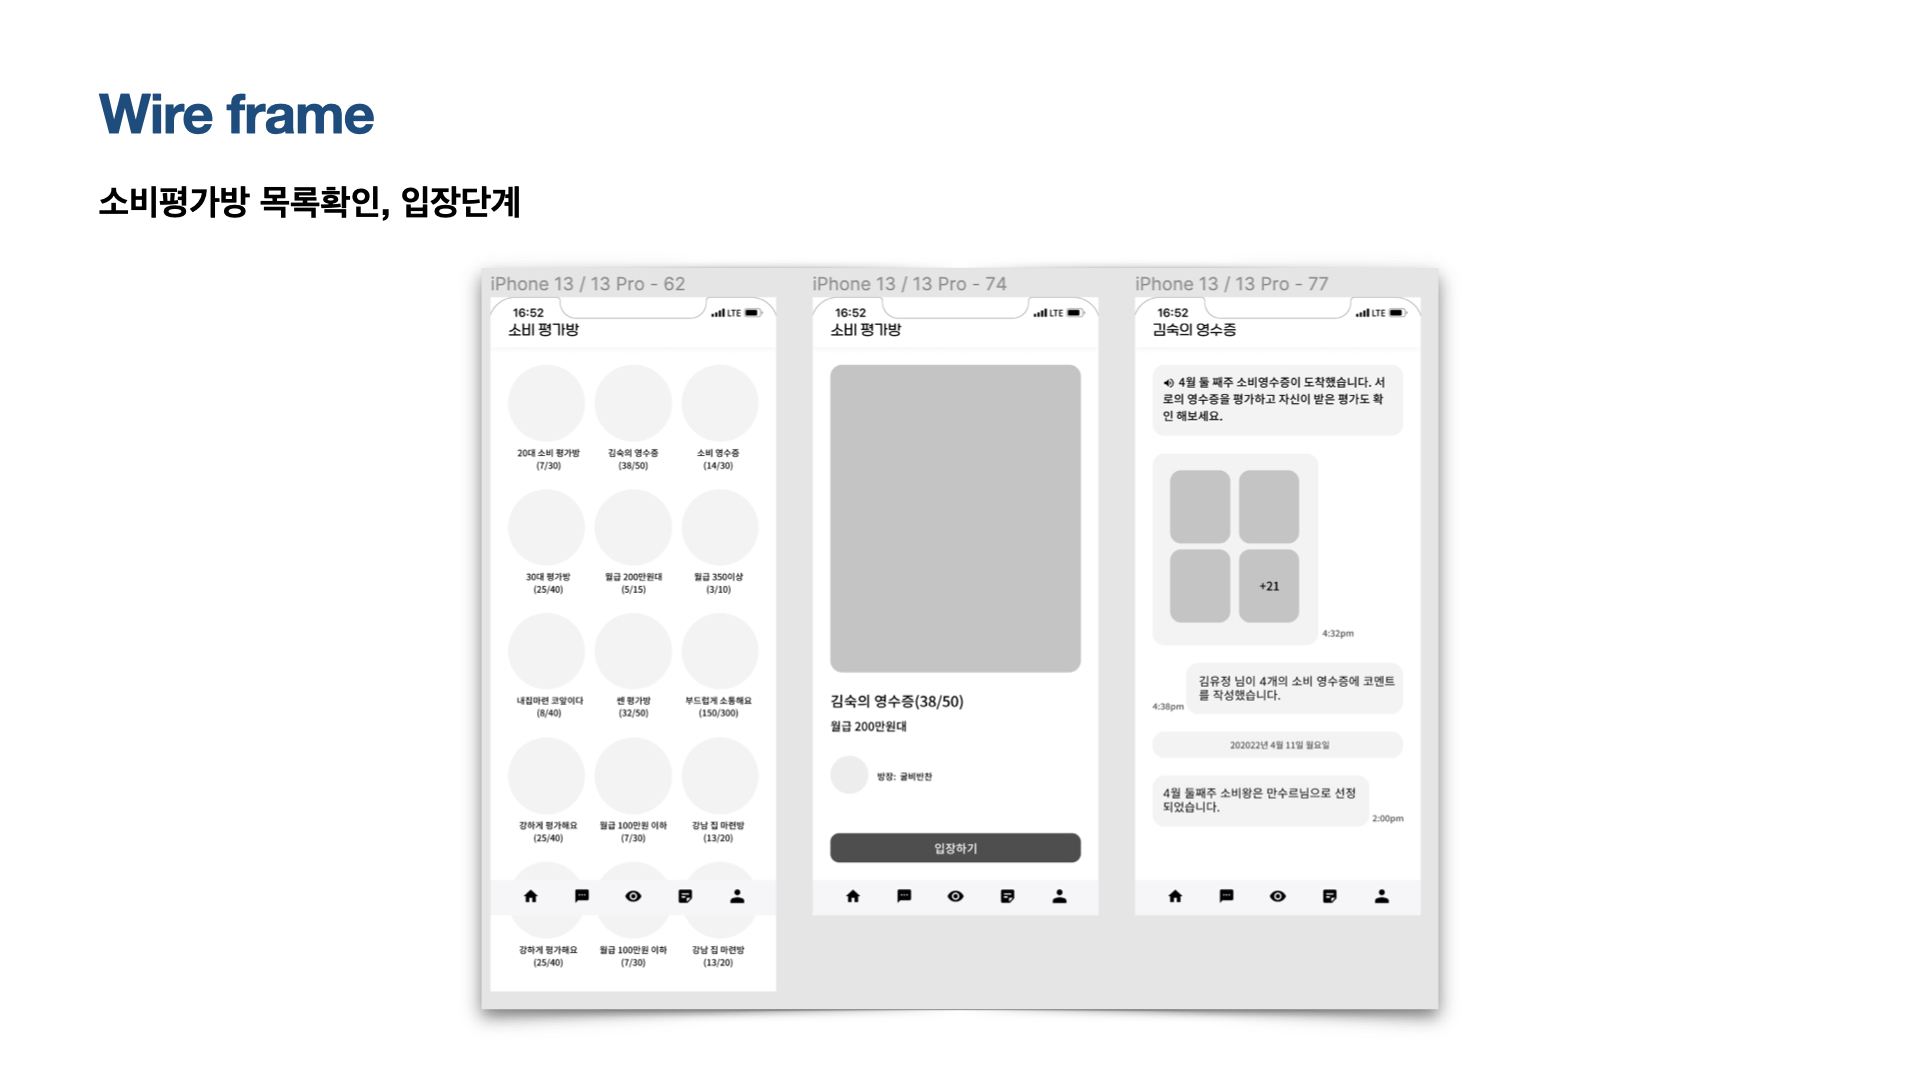 Wire frame
소비평가방 목록확인, 입장단계
iPhone 13 / 13 Pro - 62
16:52
LTE
소비 평가방
20대 소비 평가방
(7/30)
김숙의 영수증
(38/50)
소비 영수증
(14/30)
30대 평가방
(25/40)
월급 200만원대
(5/15)
월급 350이상
(3/10)
내집마련 코앞이다
(8/40)
쎈 평가방
(32/50)
부드럽게 소통해요
(150/300)
강하게 평가해요
(25/40)
월급 100만원 이하
(7/30)
강남 집 마련방
(13/20)
강하게 평가해요
(25/40)
월급 100만원 이하
(7/30)
강남 집 마련방
(13/20)
iPhone 13 / 13 Pro - 74
16:52
LTE
소비 평가방
김숙의 영수증(38/50)
월급 200만원대
방장: 굴비반찬
입장하기
iPhone 13 / 13 Pro - 77
16:52
LTE
김숙의 영수증
4월 둘 째주 소비영수증이 도착했습니다. 서
로의 영수증을 평가하고 자신이 받은 평가도 확
인 해보세요.
+21
4:32pm
김유정 님이 4개의 소비 영수증에 코멘트
를 작성했습니다.
4:38pm
202022년 4월 11일 월요일
4월 둘째주 소비왕은 만수르님으로 선정
되었습니다.
2:00pm